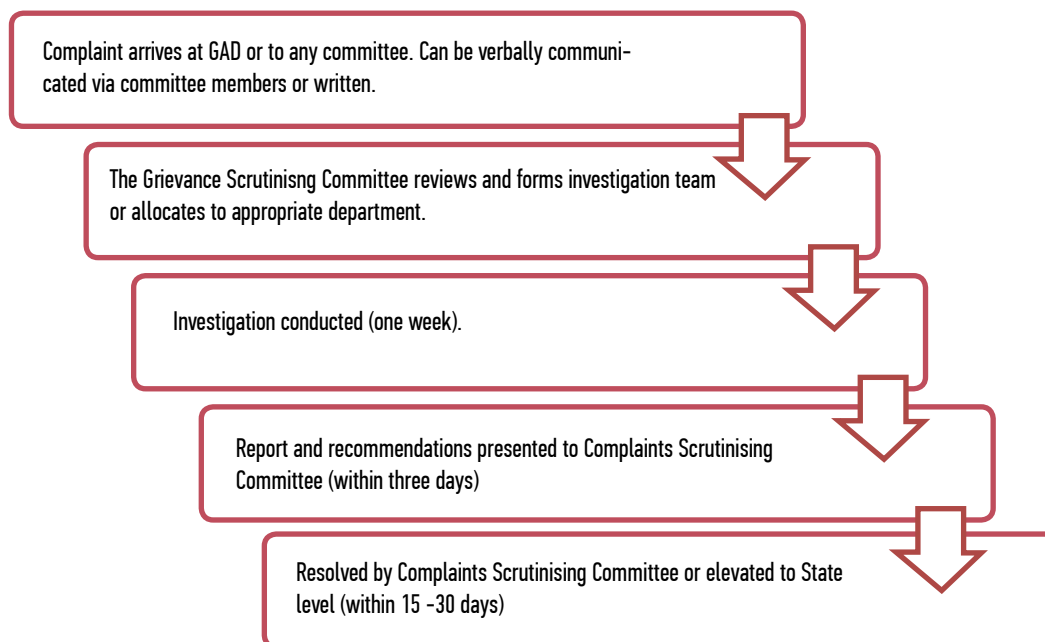 Complaint arrives at GAD or to any committee. Can be verbally communi-
cated via committee members or written.
The Grievance Scrutinisng Committee reviews and forms investigation team
or allocates to appropriate department.
Investigation conducted (one week).
Report and recommendations presented to Complaints Scrutinising
Committee (within three days)
Resolved by Complaints Scrutinising Committee or elevated to State
level (within 15 -30 days)